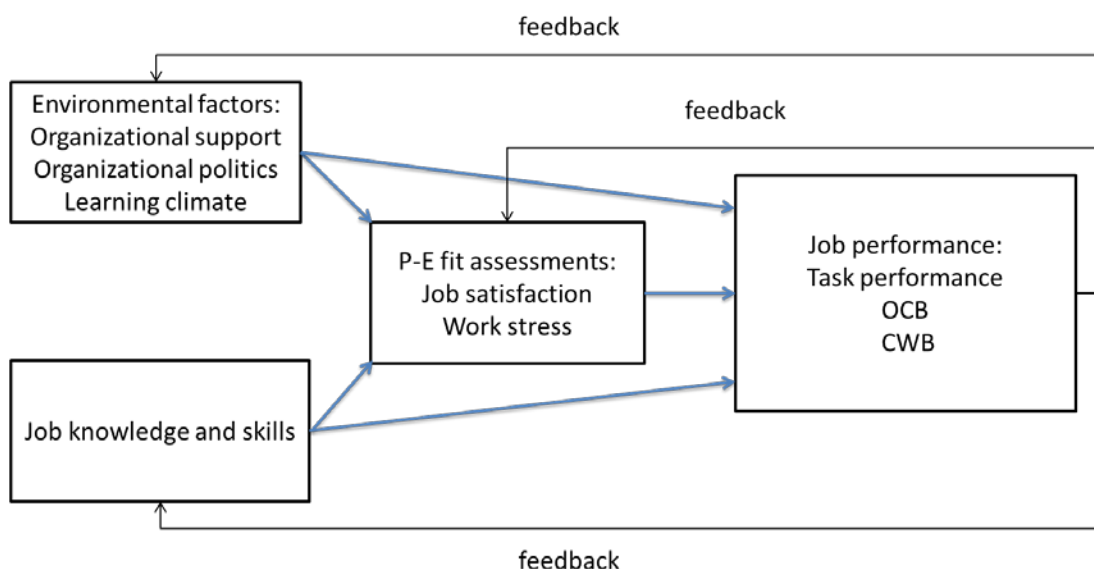 feedback
Environmental factors:
Organizational support
Organizational politics
Learning climate
feedback
P-E fit assessments:
Job satisfaction
Work stress
Job performance:
Task performance
OCB
CWB
Job knowledge and skills
feedback